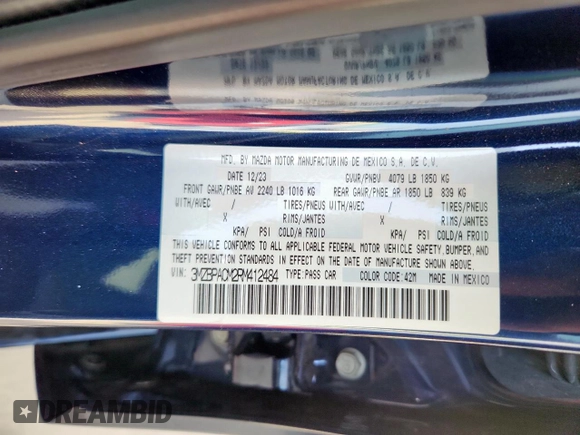 MFD. BY MAZDA MOTOR MANUFACTURING DE MEXICO S.A. DE C.V.
DATE 12/23 GVWR/PNBV 4079 LB 1850 KG
FRONT GAWR/PNBE AV 2240 LB 1016 KG REAR GAWR/PNBE AR 1850 LB 839 KG
WITH/AVEC / TIRES/PNEUS WITH/AVEC / TIRES/PNEUS
X RIMS/JANTES X RIMS/JANTES
KPA/ PSI COLD/A FROID KPA/ PSI COLD/A FROID
THIS VEHICLE CONFORMS TO ALL APPLICABLE FEDERAL MOTOR VEHICLE SAFETY, BUMPER, AND
THEFT PREVENTION STANDARDS IN EFFECT ON THE DATE OF MANUFACTURE SHOWN ABOVE.
VIN: 3MZBPACM2RM412484 TYPE: PASS CAR COLOR CODE: 42M MADE IN MEXICO
DREAMBID